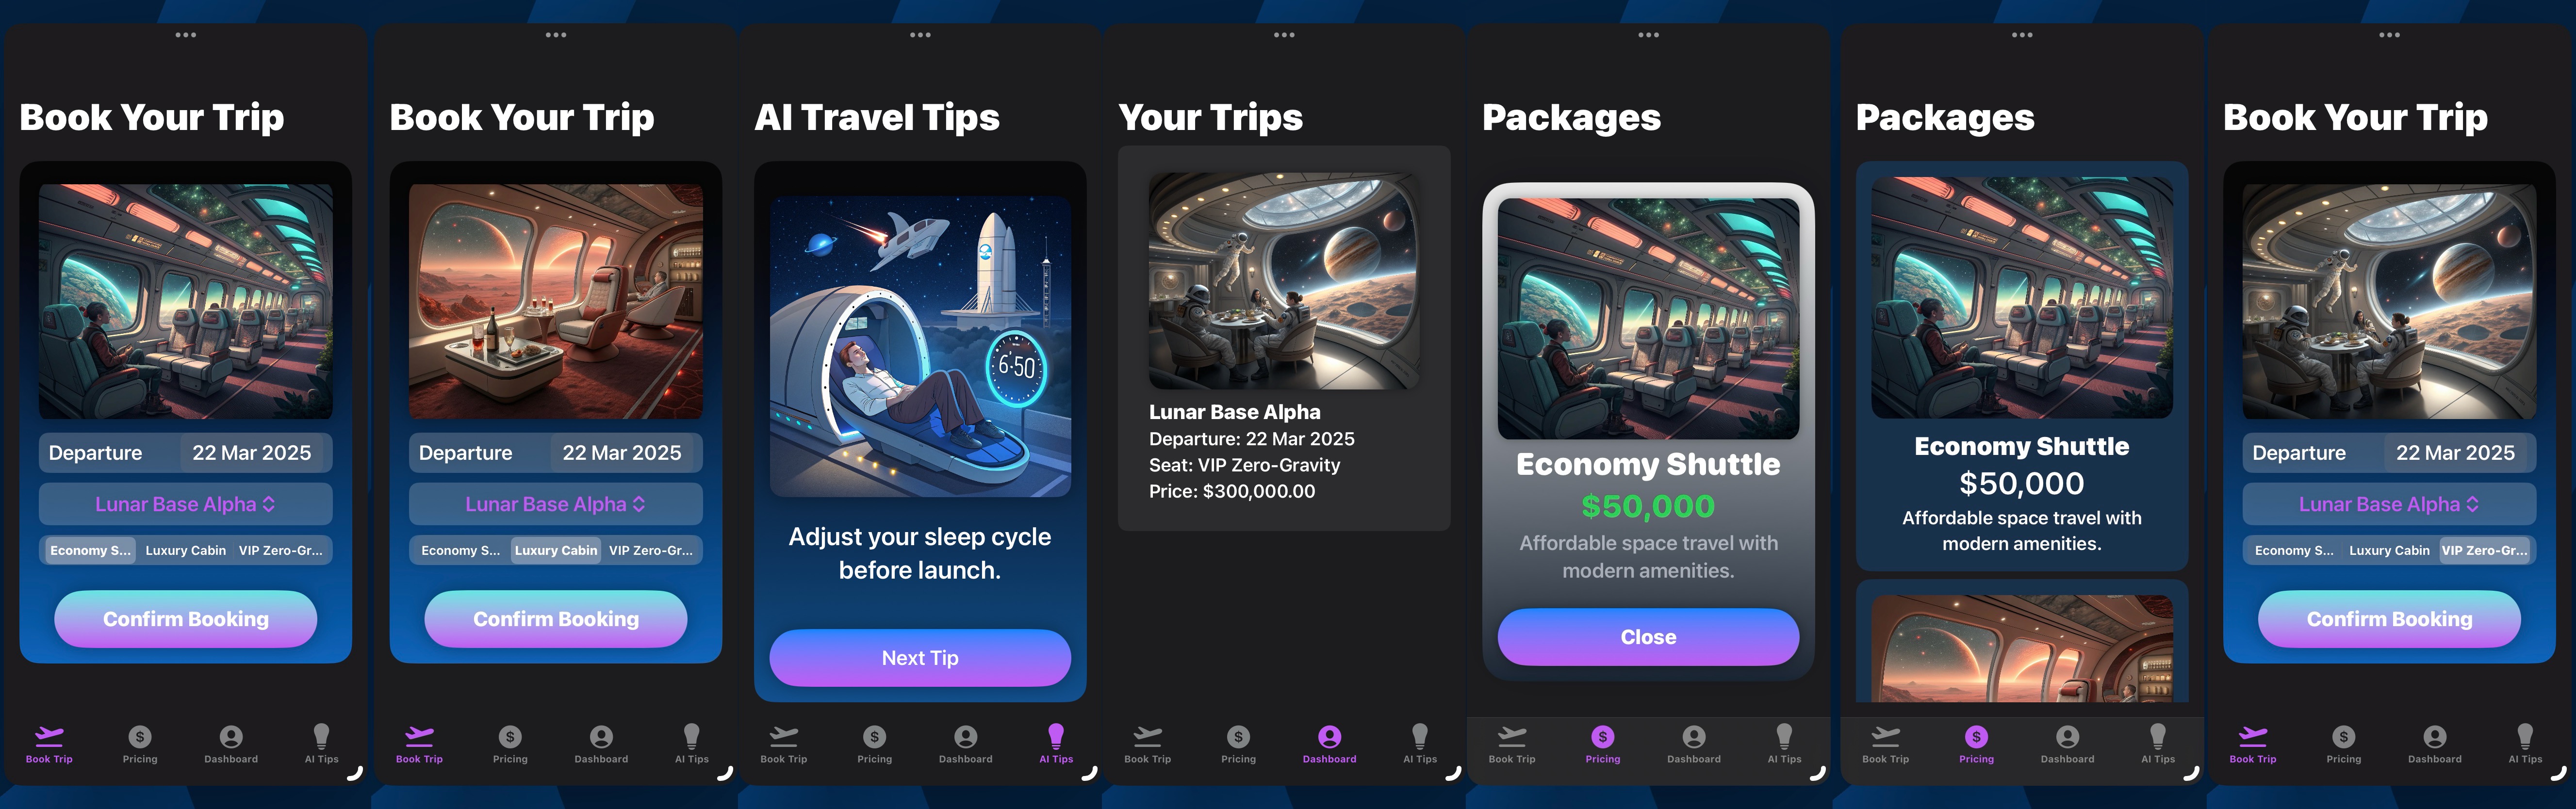 Book Your Trip
Departure 22 Mar 2025
Lunar Base Alpha
Economy S... Luxury Cabin VIP Zero-Gr...
Confirm Booking
Book Trip Pricing Dashboard AI Tips
Book Your Trip
Departure 22 Mar 2025
Lunar Base Alpha
Economy S... Luxury Cabin VIP Zero-Gr...
Confirm Booking
Book Trip Pricing Dashboard AI Tips
AI Travel Tips
6:50
Adjust your sleep cycle
before launch.
Next Tip
Book Trip Pricing Dashboard AI Tips
Your Trips
Lunar Base Alpha
Departure: 22 Mar 2025
Seat: VIP Zero-Gravity
Price: $300,000.00
Book Trip Pricing Dashboard AI Tips
Packages
Economy Shuttle
$50,000
Affordable space travel with
modern amenities.
Close
Book Trip Pricing Dashboard AI Tips
Packages
Economy Shuttle
$50,000
Affordable space travel with
modern amenities.
Book Trip Pricing Dashboard AI Tips
Book Your Trip
Departure 22 Mar 2025
Lunar Base Alpha
Economy S... Luxury Cabin VIP Zero-Gr...
Confirm Booking
Book Trip Pricing Dashboard AI Tips